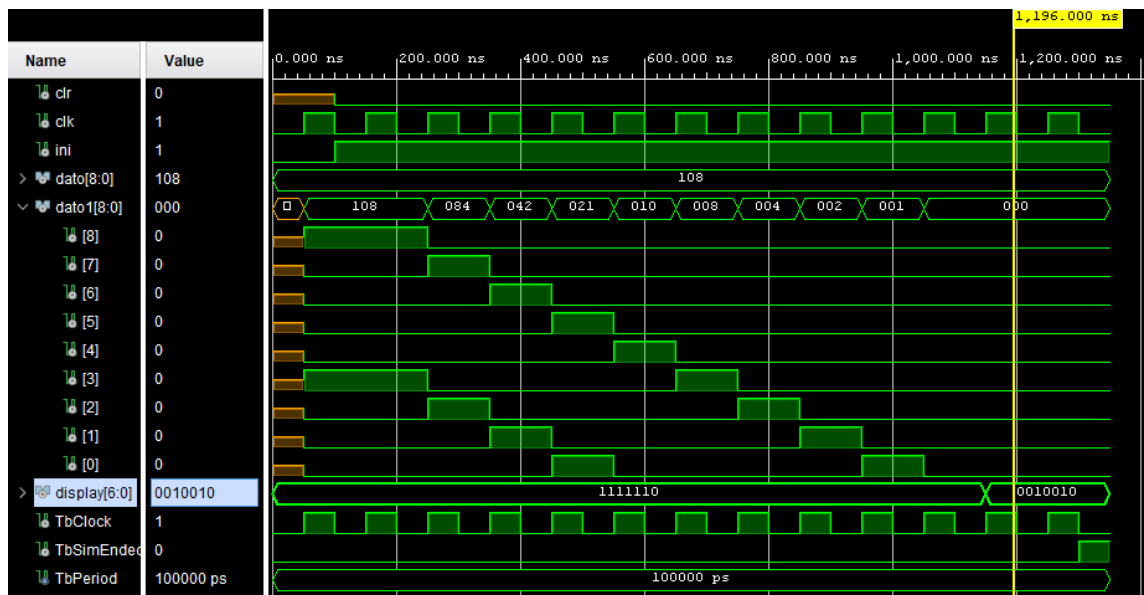 1,196.000 ns
Name Value 0.000 ns 200.000 ns 400.000 ns 600.000 ns 800.000 ns 1,000.000 ns 1,200.000 ns
clr 0
clk 1
ini 1
dato[8:0] 108 108
dato1[8:0] 000 108 084 042 021 010 008 004 002 001 000
[8] 0
[7] 0
[6] 0
[5] 0
[4] 0
[3] 0
[2] 0
[1] 0
[0] 0
display[6:0] 0010010 1111110 0010010
TbClock 1
TbSimEnded 0
TbPeriod 100000 ps 100000 ps